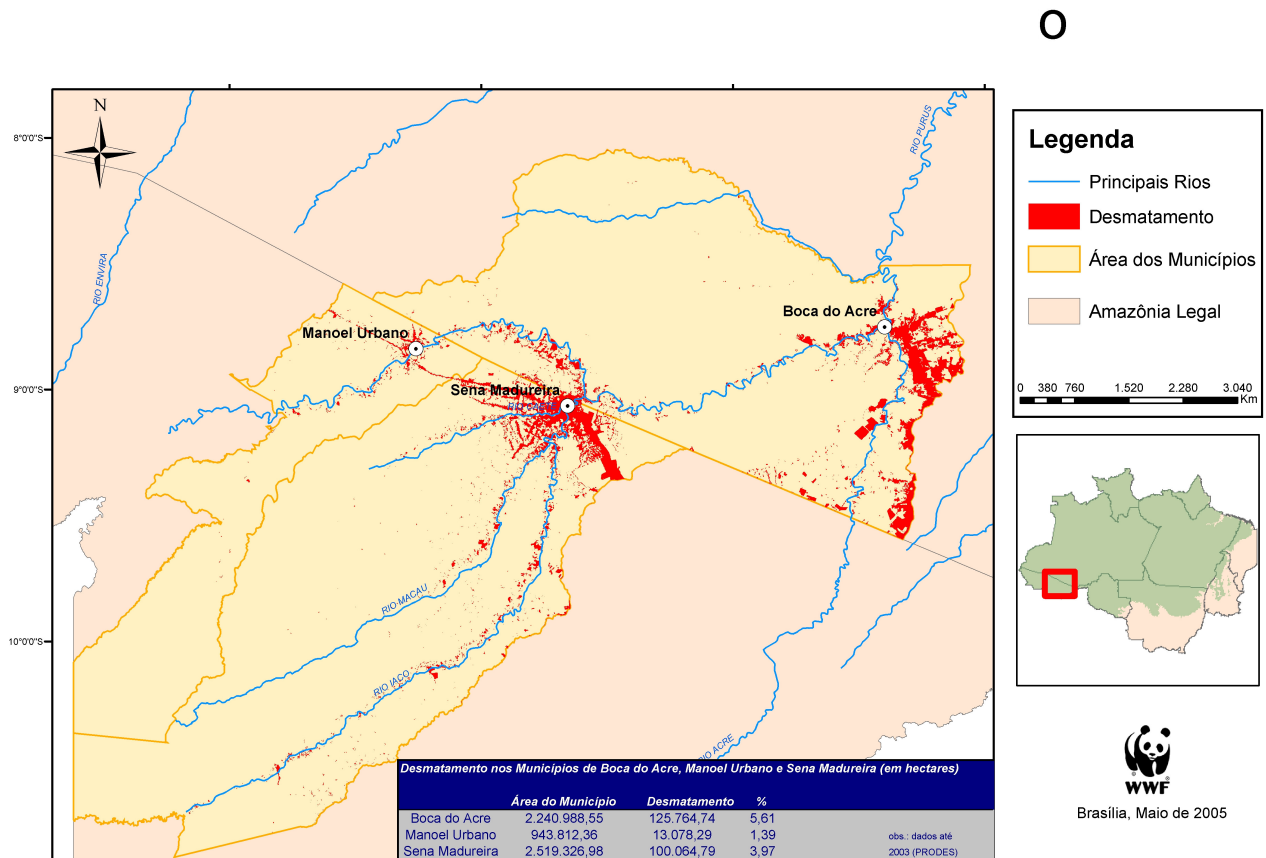 O
N
8°0'0"S
9°0'0"S
10°0'0"S
RIO PURUS
RIO ENVIRA
Boca do Acre
Manoel Urbano
Sena Madureira
RIO MACAU
RIO IACO
RIO ACRE
Legenda
Principais Rios
Desmatamento
Área dos Municípios
Amazônia Legal
0 380 760 1.520 2.280 3.040
Km
WWF
Brasília, Maio de 2005
Desmatamento nos Municípios de Boca do Acre, Manoel Urbano e Sena Madureira (em hectares)
Área do Município Desmatamento %
Boca do Acre 2.240.988,55 125.764,74 5,61
Manoel Urbano 943.812,36 13.078,29 1,39 obs.: dados até
Sena Madureira 2.519.326,98 100.064,79 3,97 2003 (PRODES)